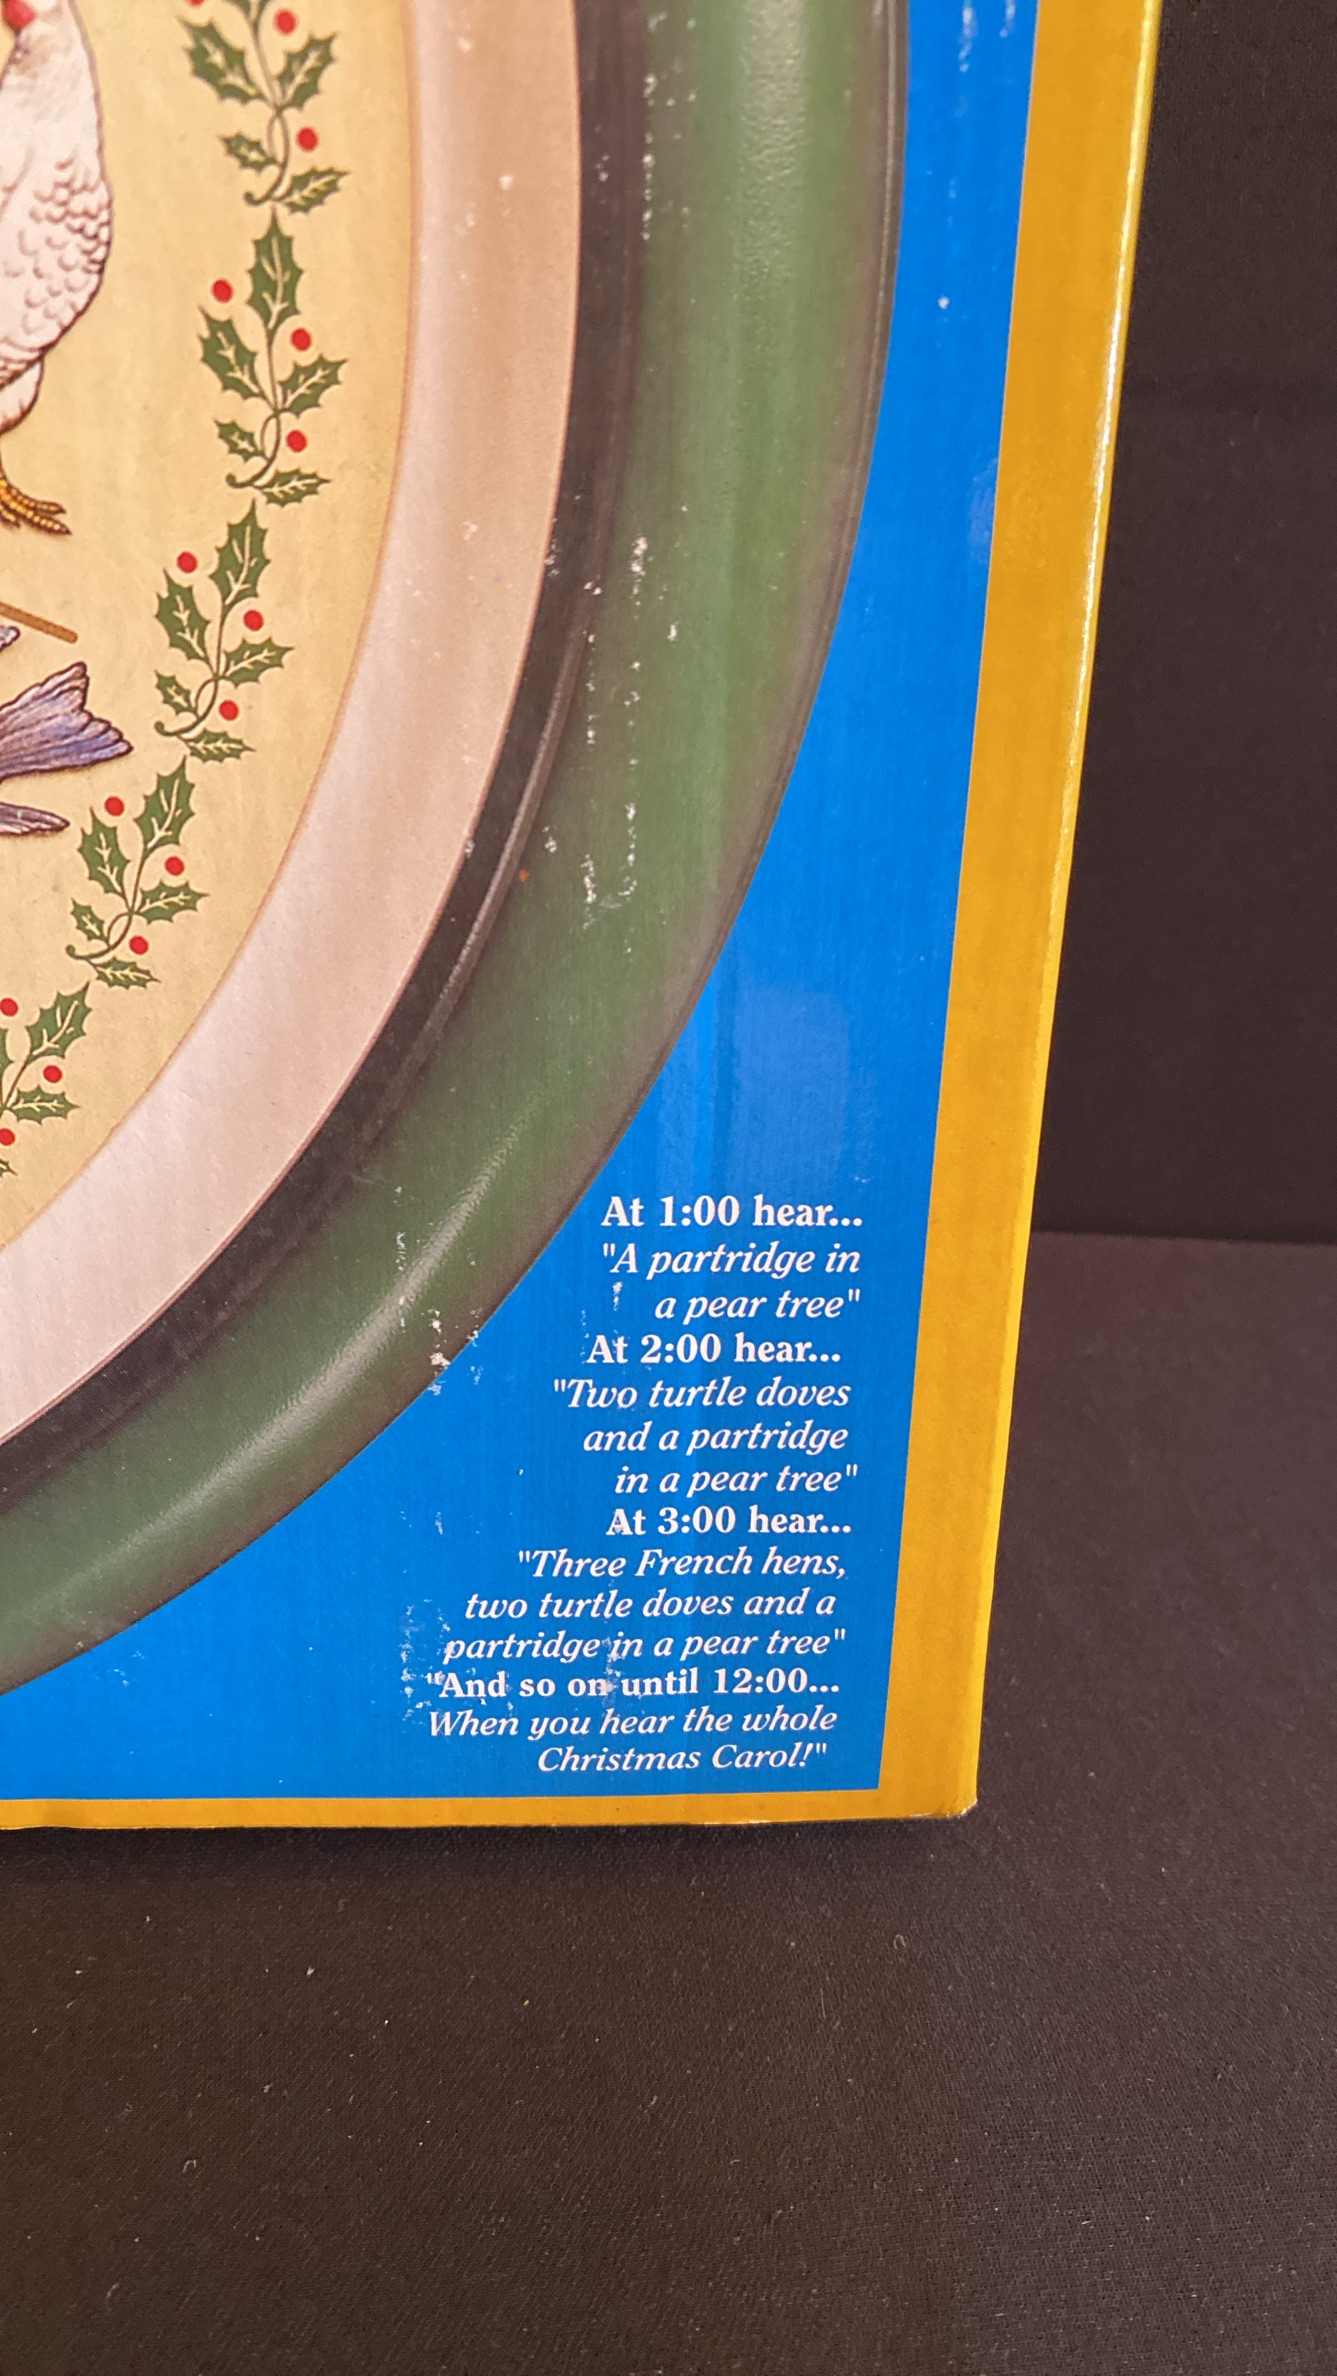 At 1:00 hear...
"A partridge in
a pear tree"
At 2:00 hear...
"Two turtle doves
and a partridge
in a pear tree"
At 3:00 hear...
"Three French hens,
two turtle doves and a
partridge in a pear tree"
"And so on until 12:00...
When you hear the whole
Christmas Carol!"